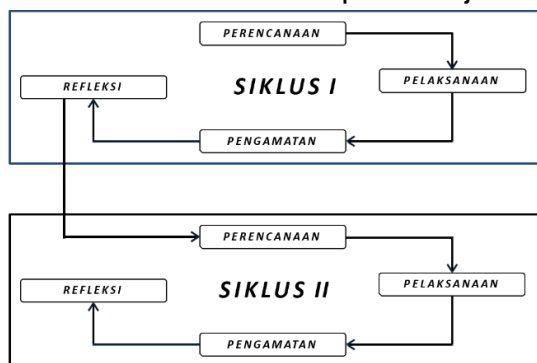 PERENCANAAN
REFLEKSI
SIKLUS I
PELAKSANAAN
PENGAMATAN
PERENCANAAN
REFLEKSI
SIKLUS II
PELAKSANAAN
PENGAMATAN